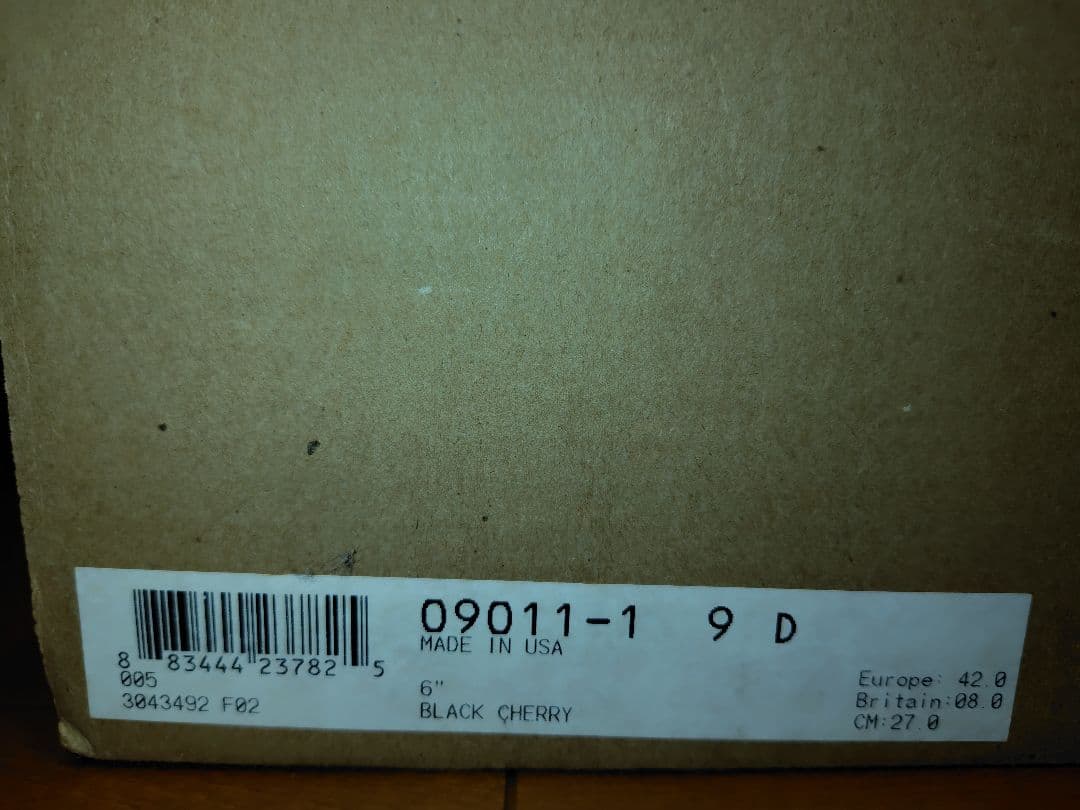 09011-1 9 D
MADE IN USA
8 83444 23782 5
005
3043492 F02
6"
BLACK CHERRY
Europe: 42.0
Britain:08.0
CM:27.0